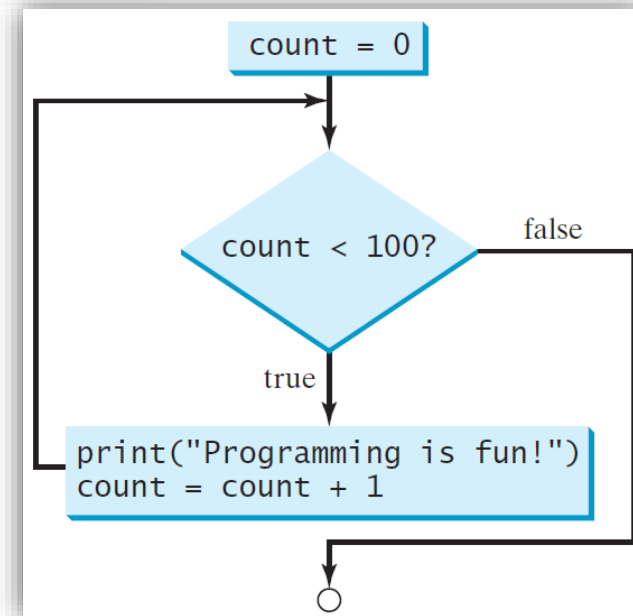 count = 0
count < 100?
false
true
print("Programming is fun!")
count = count + 1